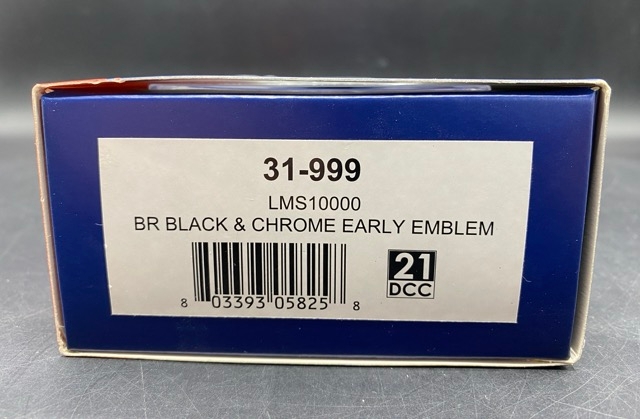 31-999
LMS10000
BR BLACK & CHROME EARLY EMBLEM
21
DCC
8 03393 05825 8